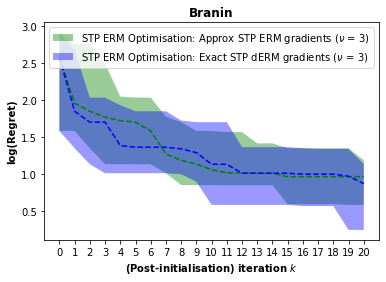 Branin
STP ERM Optimisation: Approx STP ERM gradients (ν = 3)
STP ERM Optimisation: Exact STP dERM gradients (ν = 3)
log(Regret)
3.0
2.5
2.0
1.5
1.0
0.5
0 1 2 3 4 5 6 7 8 9 10 11 12 13 14 15 16 17 18 19 20
(Post-initialisation) iteration k